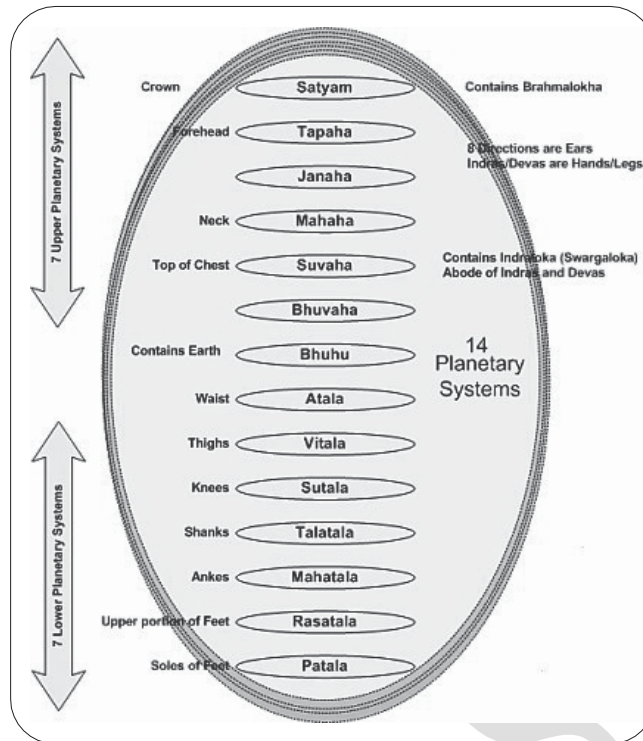 7 Upper Planetary Systems
Crown Satyam Contains Brahmalokha
Forehead Tapaha
8 Directions are Ears
Indras/Devas are Hands/Legs
Janaha
Neck Mahaha
Top of Chest Suvaha Contains Indraloka (Swargaloka)
Abode of Indras and Devas
Bhuvaha
Contains Earth Bhuhu
14
Planetary
Systems
Waist Atala
Thighs Vitala
7 Lower Planetary Systems
Knees Sutala
Shanks Talatala
Ankes Mahatala
Upper portion of Feet Rasatala
Soles of Feet Patala